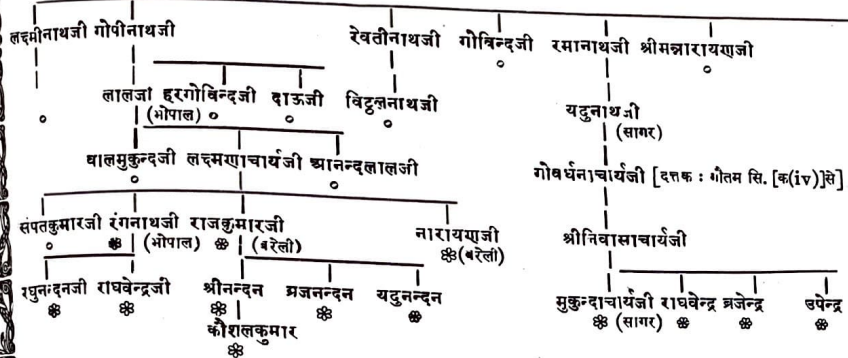 लक्ष्मीनाथजी गोपीनाथजी रेवतीनाथजी गोविन्दजी रमानाथजी श्रीमन्नारायणजी
लालजी हरगोविन्दजी दाऊजी विट्ठलनाथजी यदुनाथजी
(भोपाल) (सागर)
बालमुकुन्दजी लक्ष्मणाचार्यजी आनन्दलालजी गोवर्धनाचार्यजी [दत्तक : गौतम सि. [क(iv)]से]
संपतकुमारजी रंगनाथजी राजकुमारजी नारायणजी श्रीनिवासाचार्यजी
(भोपाल) (बरेली) (बरेली)
रघुनन्दनजी राघवेन्द्रजी श्रीनन्दन व्रजनन्दन यदुनन्दन मुकुन्दाचार्यजी राघवेन्द्र व्रजेन्द्र उपेन्द्र
(सागर)
कौशलकुमार